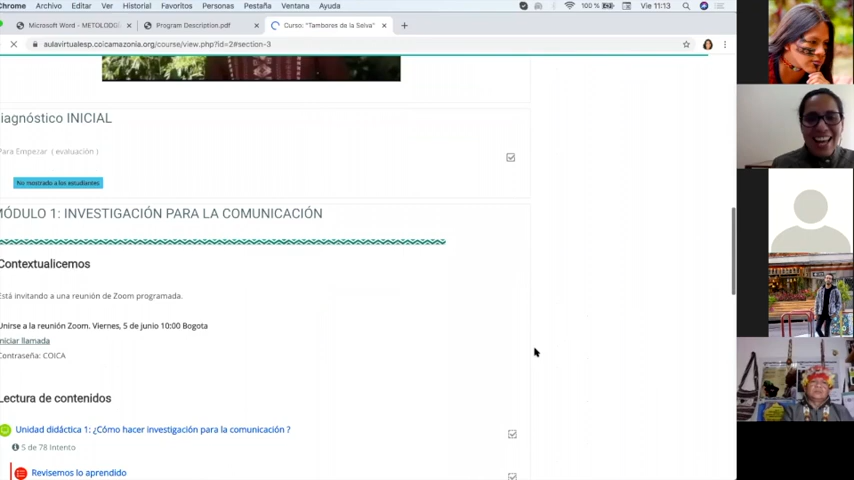 Chrome Archivo Editar Ver Historial Favoritos Personas Pestaña Ventana Ayuda 100 % Vie 11:13
Microsoft Word - METOLODGÍ × Program Description.pdf × Curso: "Tambores de la Selva" × +
aulavirtualesp.coicamazonia.org/course/view.php?id=2#section-3
iagnóstico INICIAL
Para Empezar ( evaluación )
No mostrado a los estudiantes
MÓDULO 1: INVESTIGACIÓN PARA LA COMUNICACIÓN
Contextualicemos
Está invitando a una reunión de Zoom programada.
Unirse a la reunión Zoom. Viernes, 5 de junio 10:00 Bogota
Iniciar llamada
Contraseña: COICA
Lectura de contenidos
Unidad didáctica 1: ¿Cómo hacer investigación para la comunicación ?
5 de 78 Intento
Revisemos lo aprendido